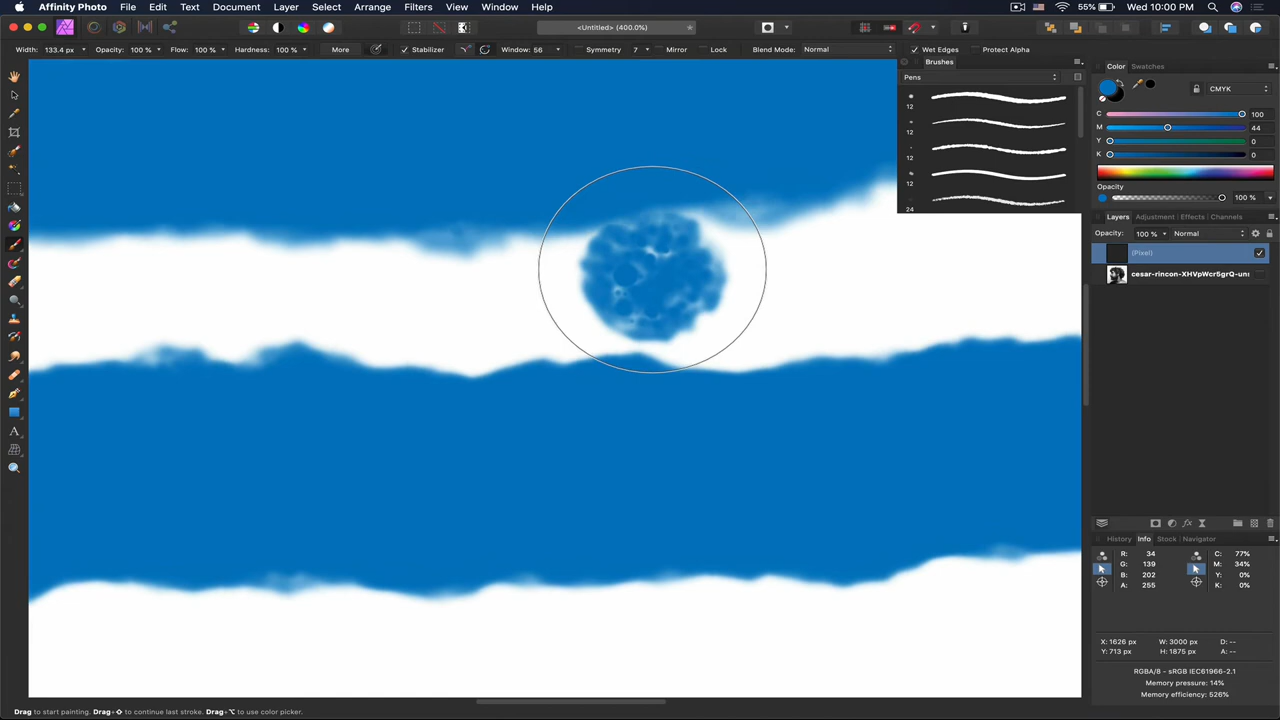 Affinity Photo File Edit Text Document Layer Select Arrange Filters View Window Help 55% Wed 10:00 PM
<Untitled> (400.0%)
Width: 133.4 px Opacity: 100 % Flow: 100 % Hardness: 100 % More Stabilizer Window: 56 Symmetry 7 Mirror Lock Blend Mode: Normal Wet Edges Protect Alpha
Brushes
Pens
12
12
12
12
24
Color Swatches
CMYK
C 100
M 44
Y 0
K 0
Opacity
100 %
Layers Adjustment Effects Channels
Opacity: 100 % Normal
(Pixel)
cesar-rincon-XHVpWcr5grQ-uns
History Info Stock Navigator
R: 34 C: 77%
G: 139 M: 34%
B: 202 Y: 0%
A: 255 K: 0%
X: 1626 px W: 3000 px D: --
Y: 713 px H: 1875 px A: --
RGBA/8 - sRGB IEC61966-2.1
Memory pressure: 14%
Memory efficiency: 526%
Drag to start painting. Drag+⇧ to continue last stroke. Drag+⌥ to use color picker.